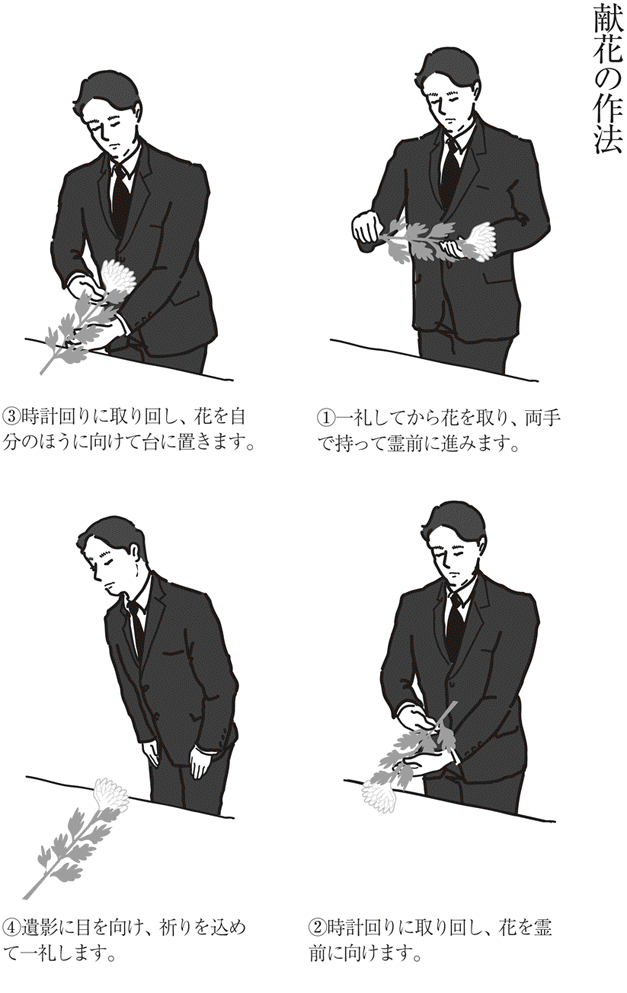 献花の作法
①一礼してから花を取り、両手
で持って霊前に進みます。
②時計回りに取り回し、花を霊
前に向けます。
③時計回りに取り回し、花を自
分のほうに向けて台に置きます。
④遺影に目を向け、祈りを込め
て一礼します。